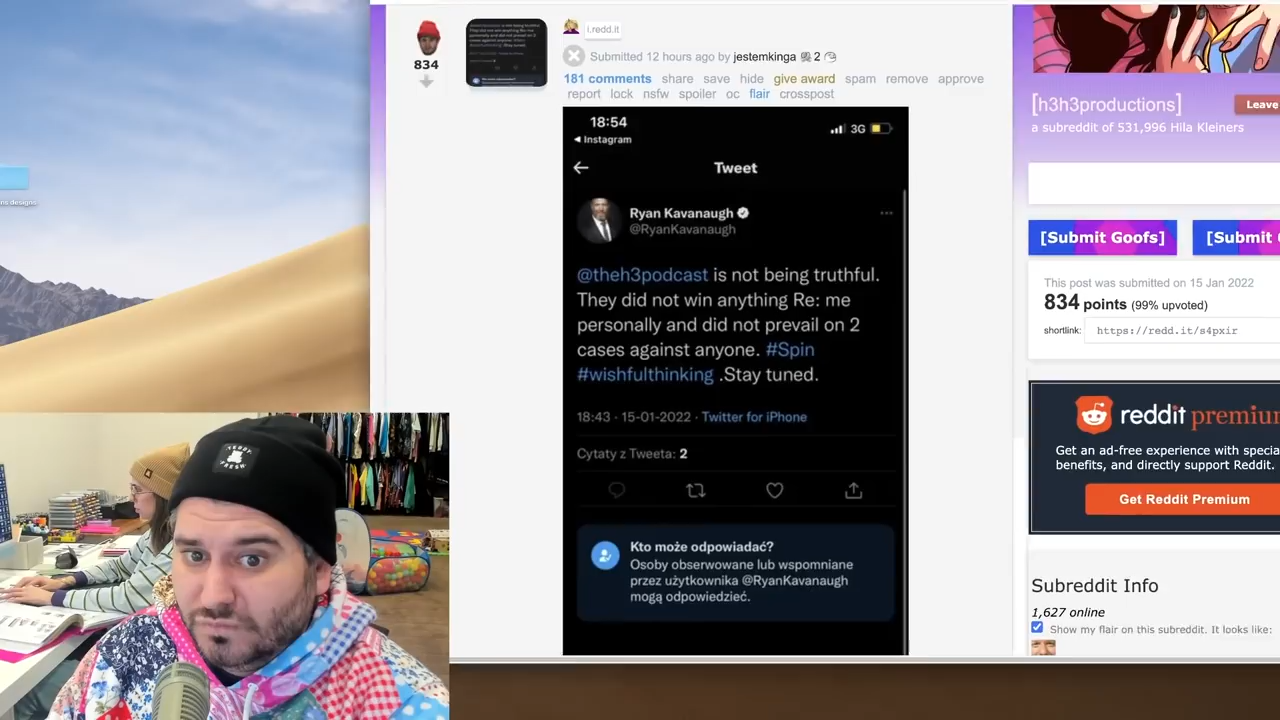 834
i.redd.it
Submitted 12 hours ago by jestemkinga 2
181 comments share save hide give award spam remove approve
report lock nsfw spoiler oc flair crosspost
18:54
Instagram
3G
Tweet
Ryan Kavanaugh
@RyanKavanaugh
@theh3podcast is not being truthful.
They did not win anything Re: me
personally and did not prevail on 2
cases against anyone. #Spin
#wishfulthinking .Stay tuned.
18:43 · 15-01-2022 · Twitter for iPhone
Cytaty z Tweeta: 2
Kto może odpowiadać?
Osoby obserwowane lub wspomniane
przez użytkownika @RyanKavanaugh
mogą odpowiedzieć.
[h3h3productions]
Leave
a subreddit of 531,996 Hila Kleiners
[Submit Goofs]
[Submit
This post was submitted on 15 Jan 2022
834 points (99% upvoted)
shortlink: https://redd.it/s4pxir
reddit premium
Get an ad-free experience with special
benefits, and directly support Reddit.
Get Reddit Premium
Subreddit Info
1,627 online
Show my flair on this subreddit. It looks like:
ns designs
TEDDY
FRESH